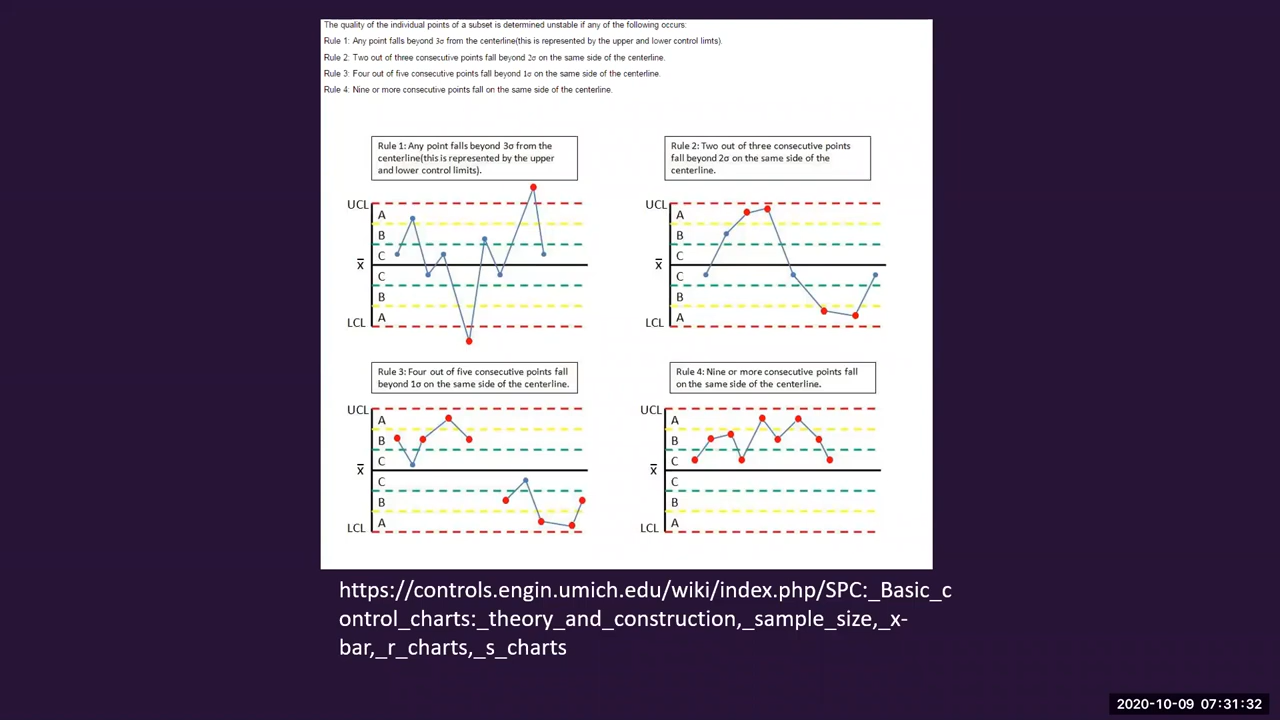 The quality of the individual points of a subset is determined unstable if any of the following occurs:
Rule 1: Any point falls beyond 3σ from the centerline(this is represented by the upper and lower control limts).
Rule 2: Two out of three consecutive points fall beyond 2σ on the same side of the centerline.
Rule 3: Four out of five consecutive points fall beyond 1σ on the same side of the centerline.
Rule 4: Nine or more consecutive points fall on the same side of the centerline.
Rule 1: Any point falls beyond 3σ from the
centerline(this is represented by the upper
and lower control limits).
UCL
A
B
C
x̅
C
B
A
LCL
Rule 2: Two out of three consecutive points
fall beyond 2σ on the same side of the
centerline.
UCL
A
B
C
x̅
C
B
A
LCL
Rule 3: Four out of five consecutive points fall
beyond 1σ on the same side of the centerline.
UCL
A
B
C
x̅
C
B
A
LCL
Rule 4: Nine or more consecutive points fall
on the same side of the centerline.
UCL
A
B
C
x̅
C
B
A
LCL
https://controls.engin.umich.edu/wiki/index.php/SPC:_Basic_c
ontrol_charts:_theory_and_construction,_sample_size,_x-
bar,_r_charts,_s_charts
2020-10-09 07:31:32